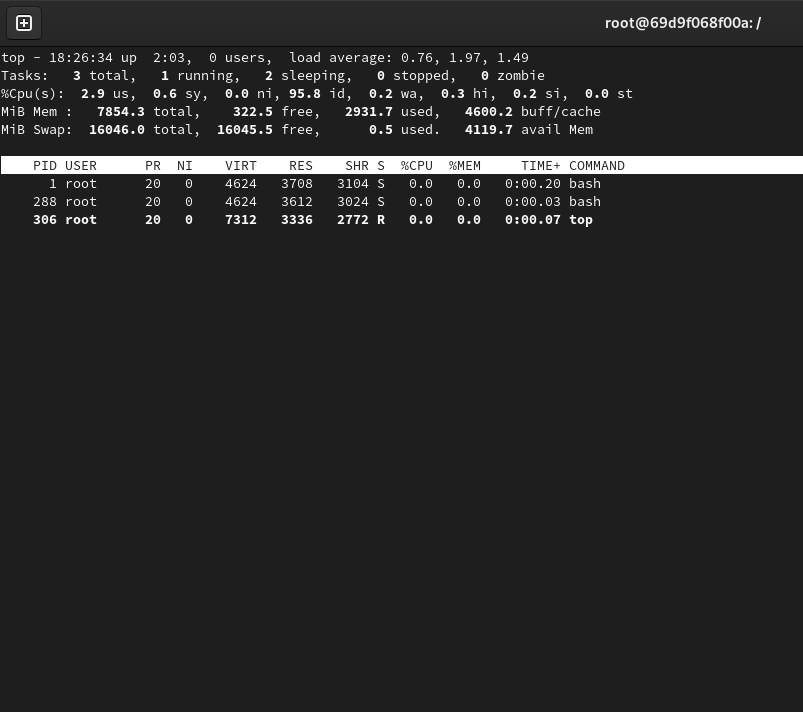 root@69d9f068f00a: /
top - 18:26:34 up  2:03,  0 users,  load average: 0.76, 1.97, 1.49
Tasks:   3 total,   1 running,   2 sleeping,   0 stopped,   0 zombie
%Cpu(s):  2.9 us,  0.6 sy,  0.0 ni, 95.8 id,  0.2 wa,  0.3 hi,  0.2 si,  0.0 st
MiB Mem :   7854.3 total,    322.5 free,   2931.7 used,   4600.2 buff/cache
MiB Swap:  16046.0 total,  16045.5 free,      0.5 used.   4119.7 avail Mem
    PID USER      PR  NI    VIRT    RES    SHR S  %CPU  %MEM     TIME+ COMMAND
      1 root      20   0    4624   3708   3104 S   0.0   0.0   0:00.20 bash
    288 root      20   0    4624   3612   3024 S   0.0   0.0   0:00.03 bash
    306 root      20   0    7312   3336   2772 R   0.0   0.0   0:00.07 top